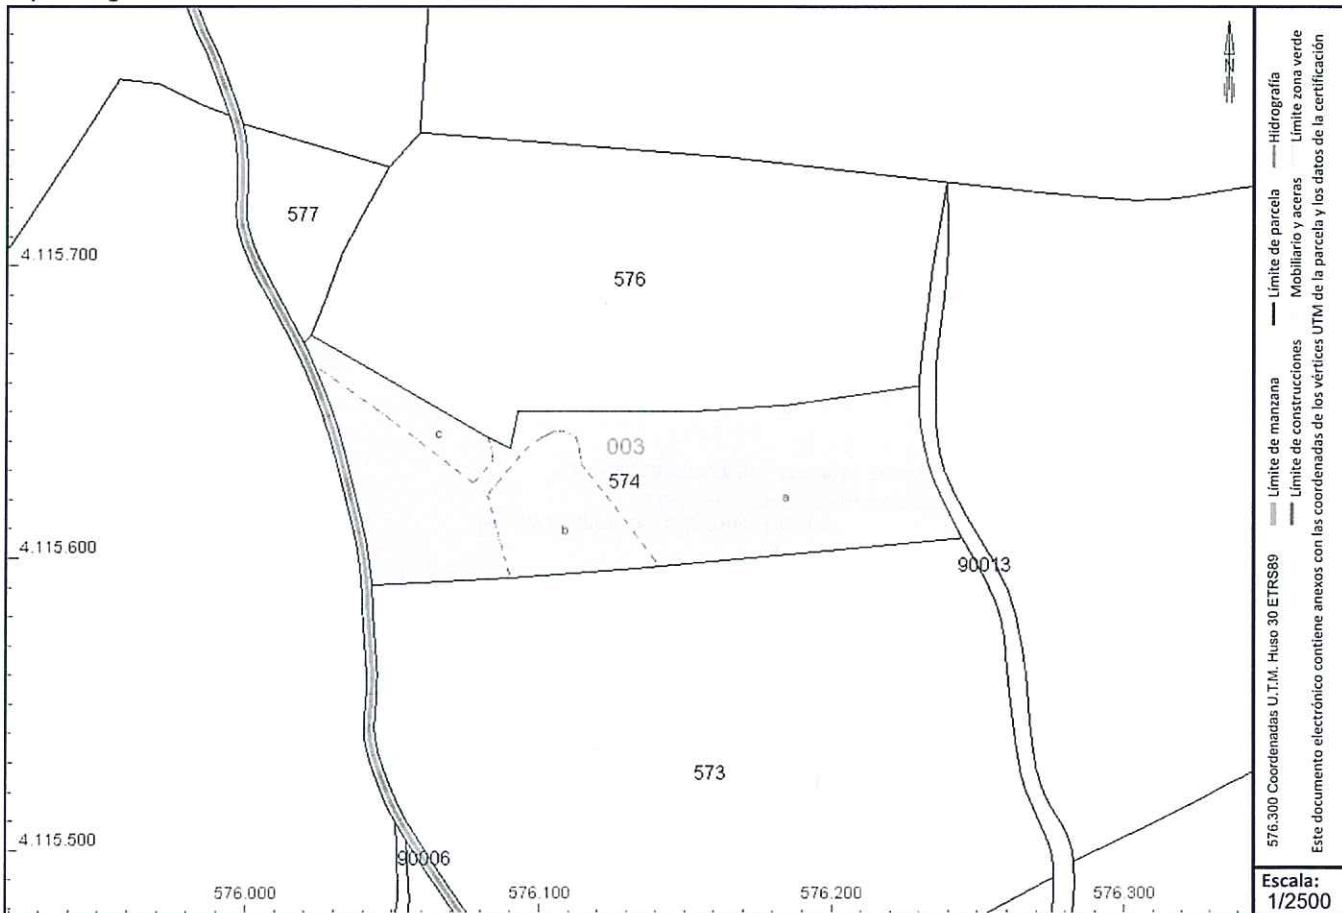 N
577
4.115.700
576
c
003
574
a
b
4.115.600
90013
573
4.115.500
90006
576.000
576.100
576.200
576.300
Límite de manzana
Límite de parcela
Hidrografía
576.300 Coordenadas U.T.M. Huso 30 ETRS89
Límite de construcciones
Mobiliario y aceras
Límite zona verde
Este documento electrónico contiene anexos con las coordenadas de los vértices UTM de la parcela y los datos de la certificación
Escala:
1/2500